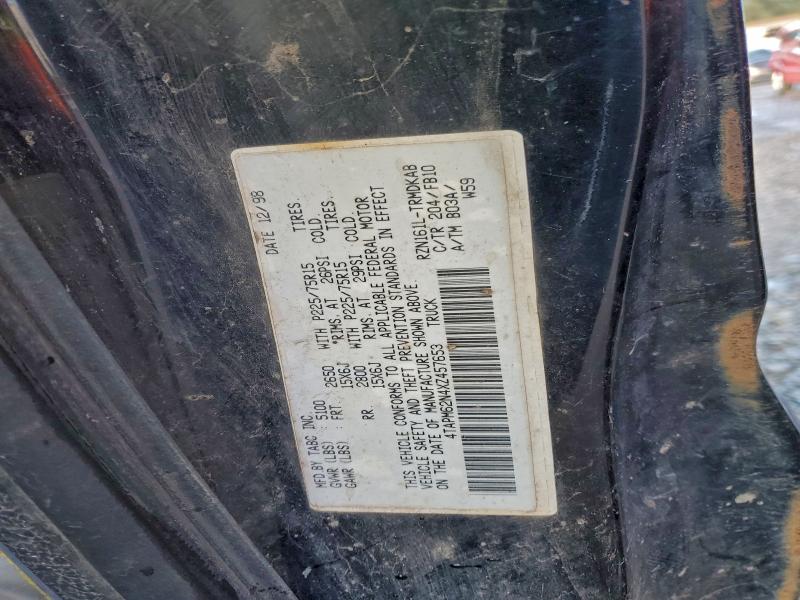 MFD BY TABC INC. DATE 12/98
GVWR (LBS) : 5100
GAWR (LBS) : FRT. 2650 WITH P225/75R15 TIRES.
15X6J *RIMS. AT 26PSI COLD.
RR. 2800 WITH P225/75R15 TIRES.
15X6J RIMS. AT 29PSI COLD.
THIS VEHICLE CONFORMS TO ALL APPLICABLE FEDERAL MOTOR
VEHICLE SAFETY AND THEFT PREVENTION STANDARDS IN EFFECT
ON THE DATE OF MANUFACTURE SHOWN ABOVE.
4TAPM62N4XZ457653 TRUCK
RZN161L-TRMDKAB
C/TR 204/FB10
A/TM B03A/
W59